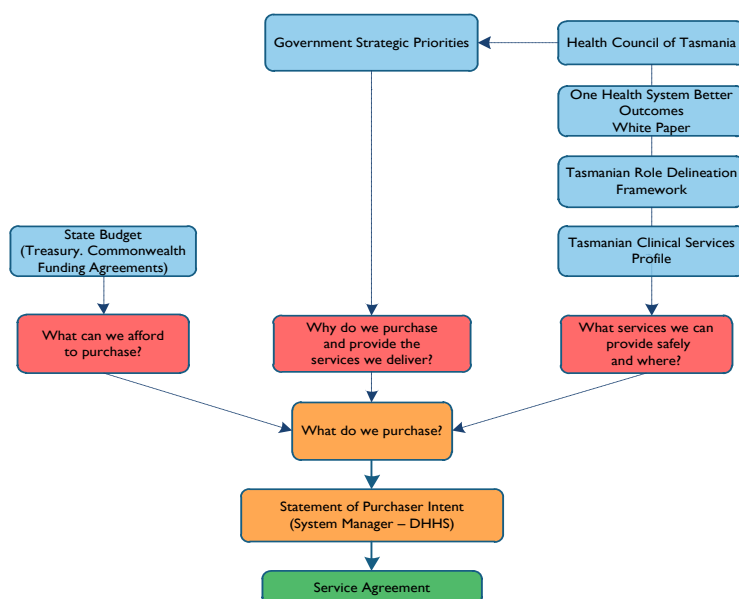 Government Strategic Priorities
Health Council of Tasmania
One Health System Better
Outcomes
White Paper
Tasmanian Role Delineation
Framework
State Budget
(Treasury. Commonwealth
Funding Agreements)
Tasmanian Clinical Services
Profile
What can we afford
to purchase?
Why do we purchase
and provide the
services we deliver?
What services we can
provide safely
and where?
What do we purchase?
Statement of Purchaser Intent
(System Manager – DHHS)
Service Agreement